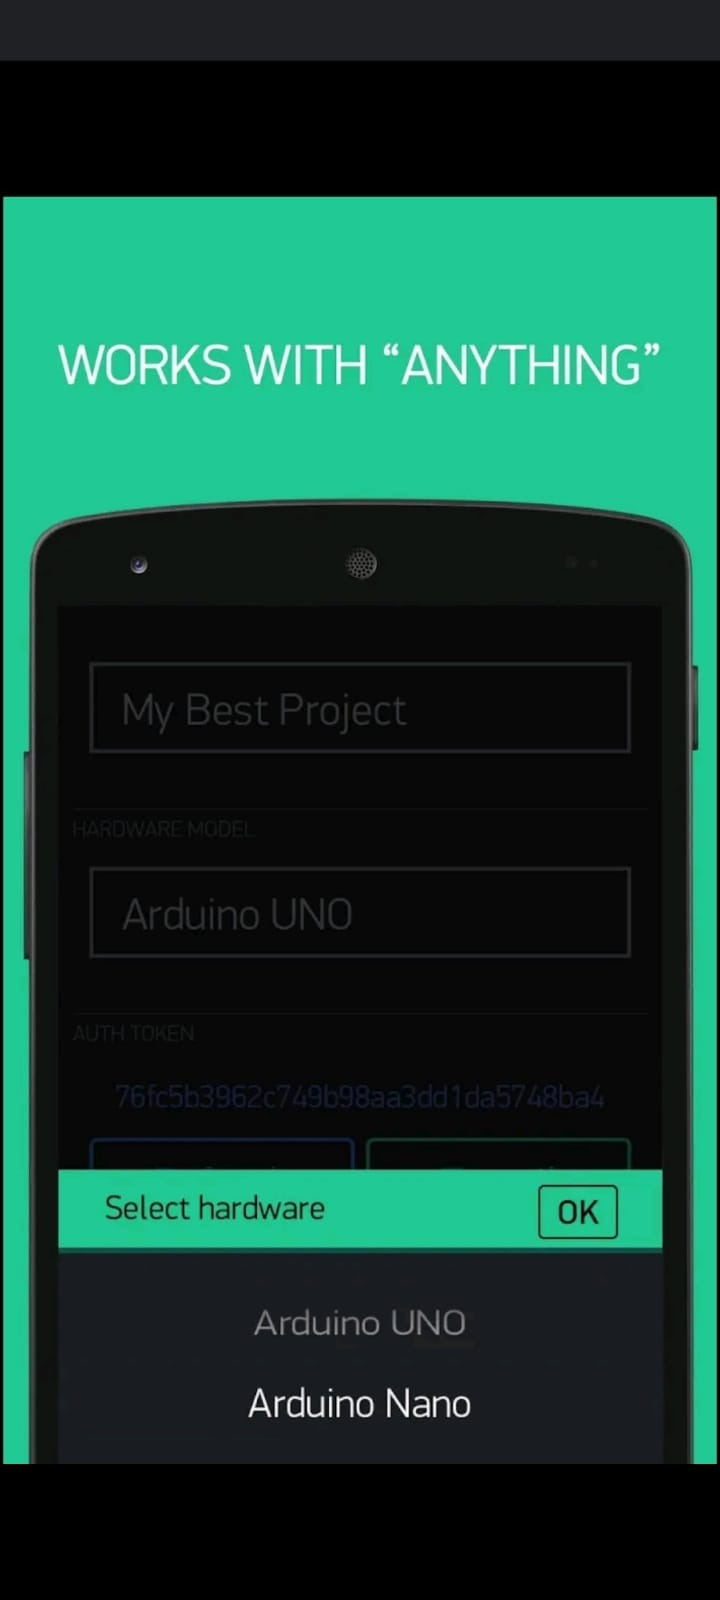 WORKS WITH “ANYTHING”
My Best Project
HARDWARE MODEL
Arduino UNO
AUTH TOKEN
76fc5b3962c749b98aa3dd1da5748ba4
Select hardware
OK
Arduino UNO
Arduino Nano